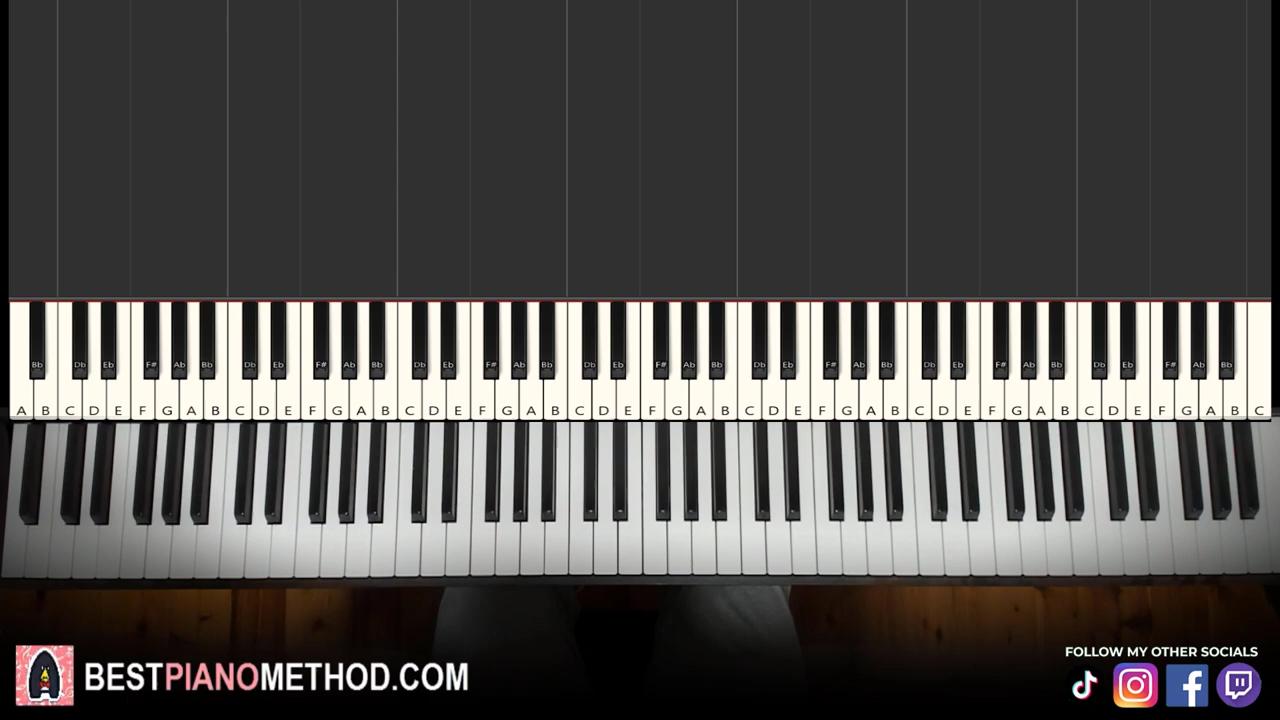 Bb Db Eb F# Ab Bb Db Eb F# Ab Bb Db Eb F# Ab Bb Db Eb F# Ab Bb Db Eb F# Ab Bb Db Eb F# Ab Bb Db Eb F# Ab Bb
A B C D E F G A B C D E F G A B C D E F G A B C D E F G A B C D E F G A B C D E F G A B C D E F G A B C
BESTPIANOMETHOD.COM
FOLLOW MY OTHER SOCIALS